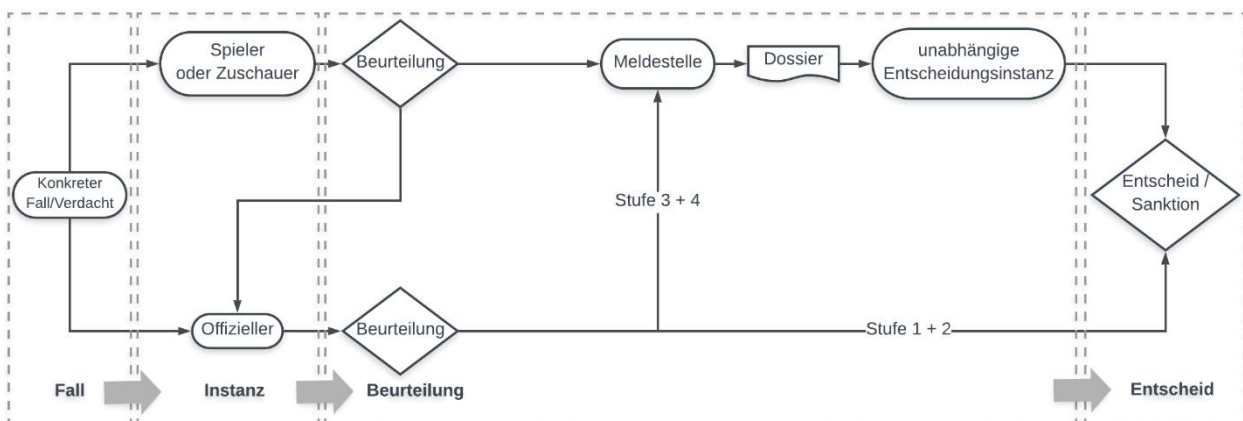 Spieler
oder Zuschauer
Beurteilung
Meldestelle
Dossier
unabhängige
Entscheidungsinstanz
Konkreter
Fall/Verdacht
Stufe 3 + 4
Entscheid /
Sanktion
Offizieller
Beurteilung
Stufe 1 + 2
Fall
Instanz
Beurteilung
Entscheid